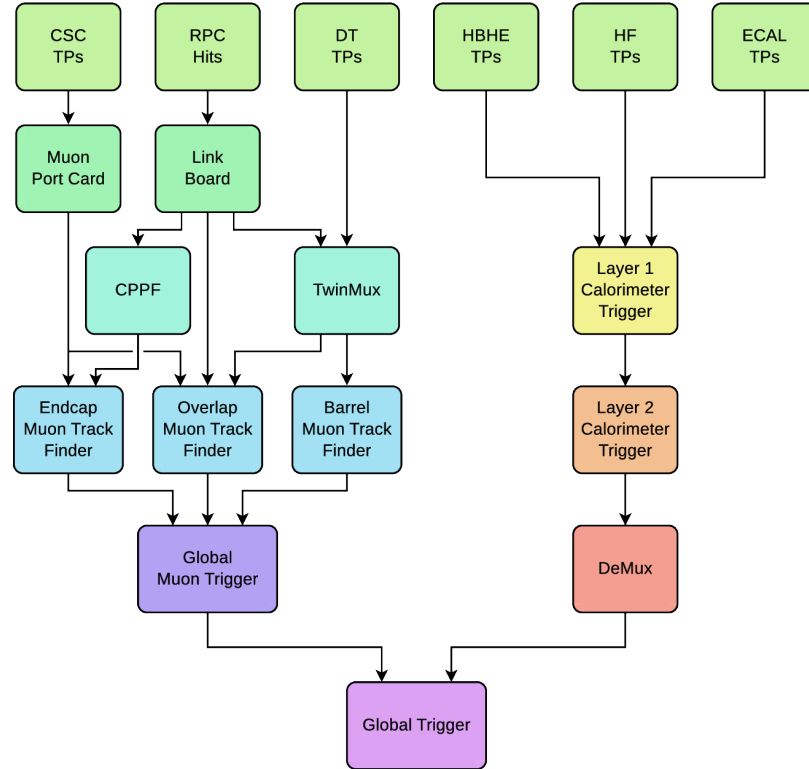 CSC
TPs
RPC
Hits
DT
TPs
HBHE
TPs
HF
TPs
ECAL
TPs
Muon
Port Card
Link
Board
CPPF
TwinMux
Layer 1
Calorimeter
Trigger
Endcap
Muon Track
Finder
Overlap
Muon Track
Finder
Barrel
Muon Track
Finder
Layer 2
Calorimeter
Trigger
Global
Muon Trigger
DeMux
Global Trigger